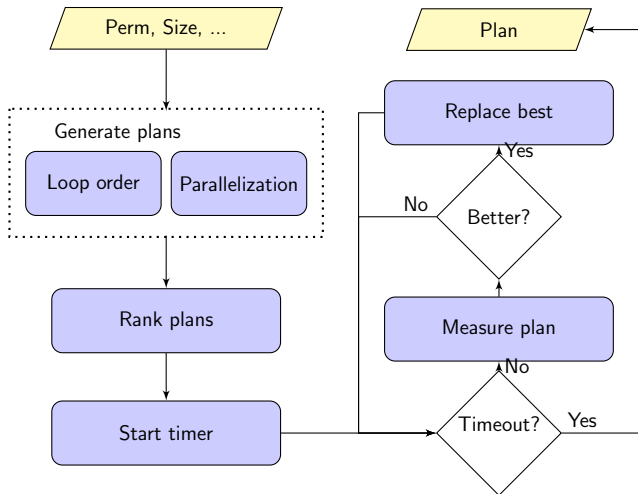 Perm, Size, ...
Generate plans
Loop order
Parallelization
Rank plans
Start timer
Plan
Replace best
Yes
No
Better?
Measure plan
No
Timeout?
Yes